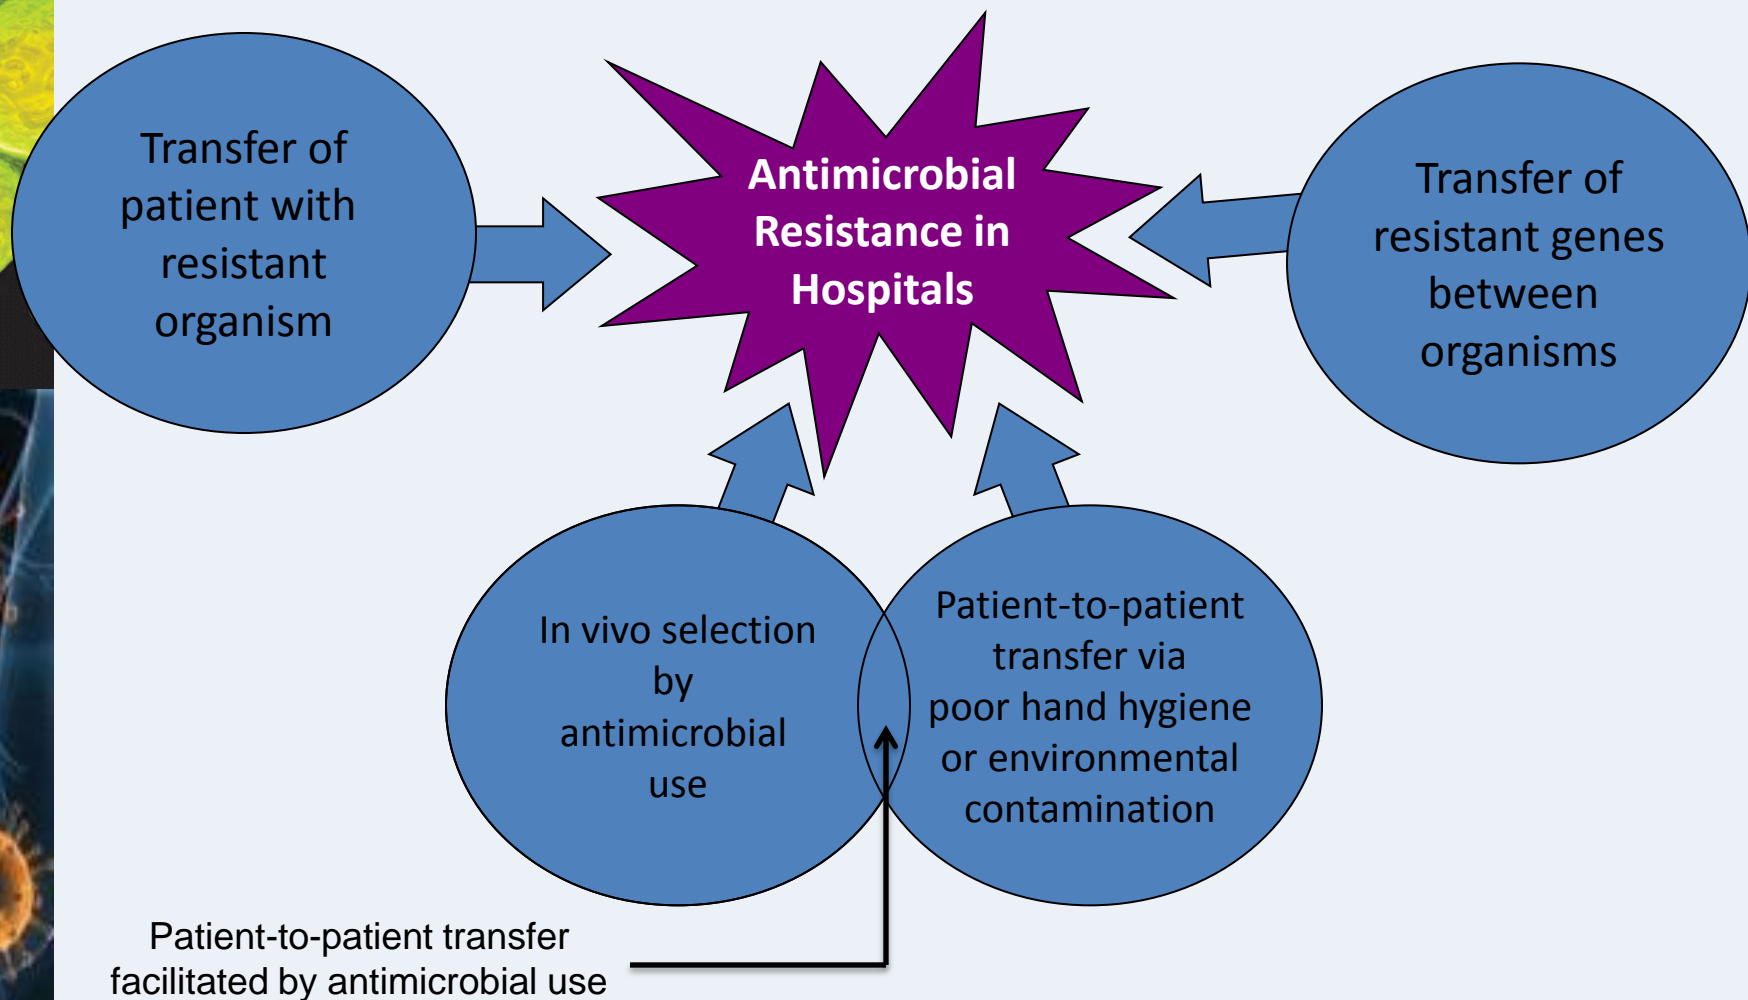 Transfer of
patient with
resistant
organism
Antimicrobial
Resistance in
Hospitals
Transfer of
resistant genes
between
organisms
In vivo selection
by
antimicrobial
use
Patient-to-patient
transfer via
poor hand hygiene
or environmental
contamination
Patient-to-patient transfer
facilitated by antimicrobial use